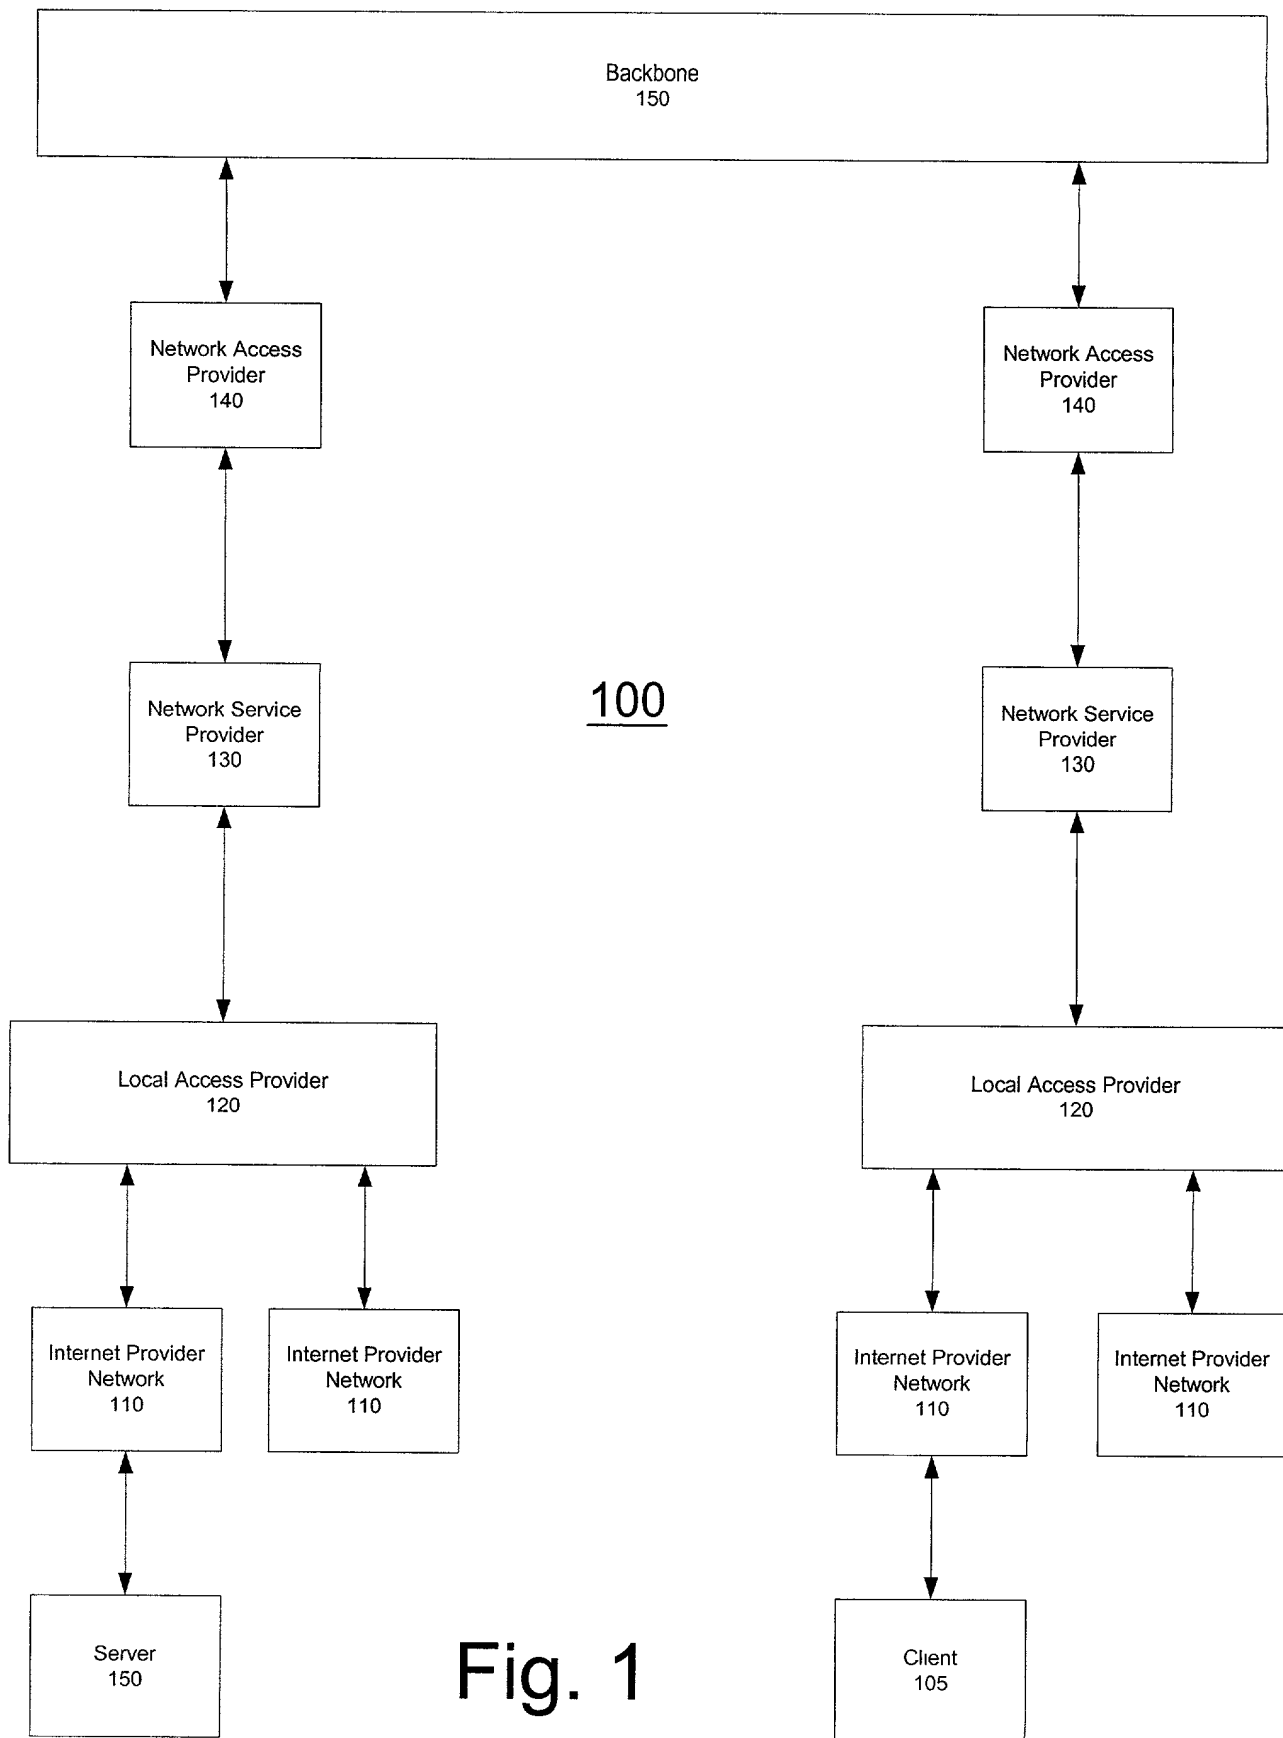 Backbone
150
Network Access
Provider
140
Network Access
Provider
140
Network Service
Provider
130
100
Network Service
Provider
130
Local Access Provider
120
Local Access Provider
120
Internet Provider
Network
110
Internet Provider
Network
110
Internet Provider
Network
110
Internet Provider
Network
110
Server
150
Fig. 1
Client
105